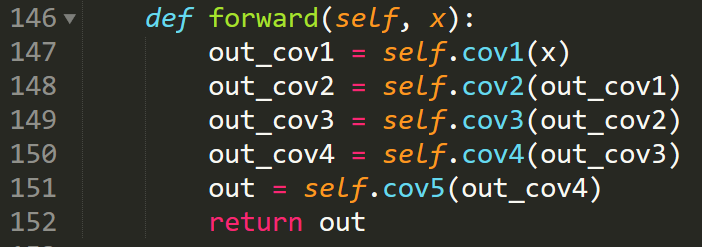 146 def forward(self, x):
147 out_cov1 = self.cov1(x)
148 out_cov2 = self.cov2(out_cov1)
149 out_cov3 = self.cov3(out_cov2)
150 out_cov4 = self.cov4(out_cov3)
151 out = self.cov5(out_cov4)
152 return out